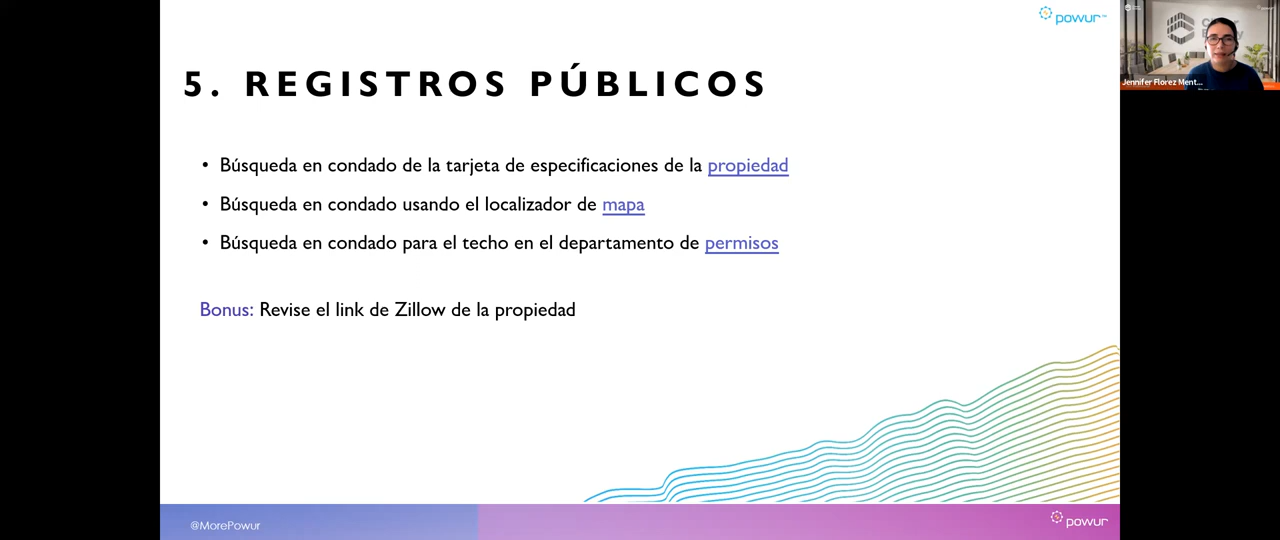 powur
5. REGISTROS PÚBLICOS
• Búsqueda en condado de la tarjeta de especificaciones de la propiedad
• Búsqueda en condado usando el localizador de mapa
• Búsqueda en condado para el techo en el departamento de permisos
Bonus: Revise el link de Zillow de la propiedad
@MorePowur
powur
Jennifer Florez Ment...